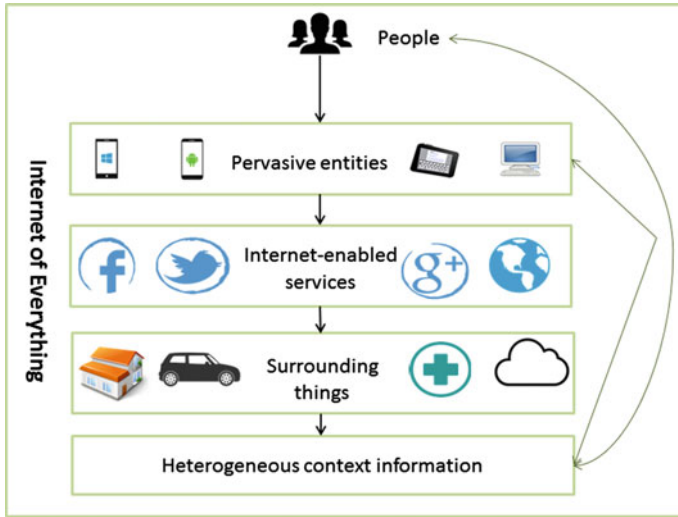 People
Internet of Everything
Pervasive entities
Internet-enabled
services
f
g+
Surrounding
things
Heterogeneous context information